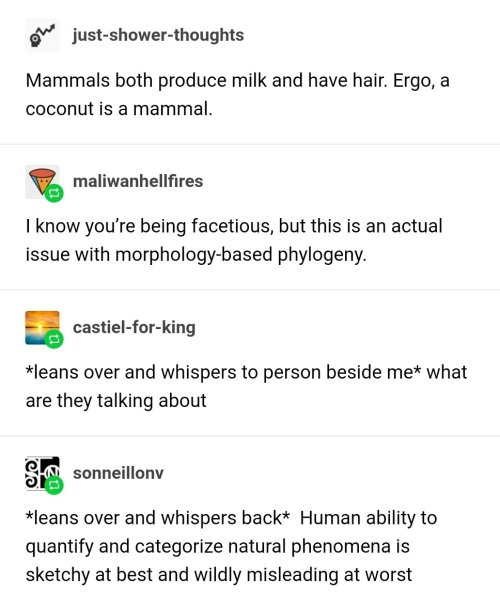 just-shower-thoughts
Mammals both produce milk and have hair. Ergo, a
coconut is a mammal.
maliwanhellfires
I know you’re being facetious, but this is an actual
issue with morphology-based phylogeny.
castiel-for-king
*leans over and whispers to person beside me* what
are they talking about
sonneillonv
*leans over and whispers back*  Human ability to
quantify and categorize natural phenomena is
sketchy at best and wildly misleading at worst